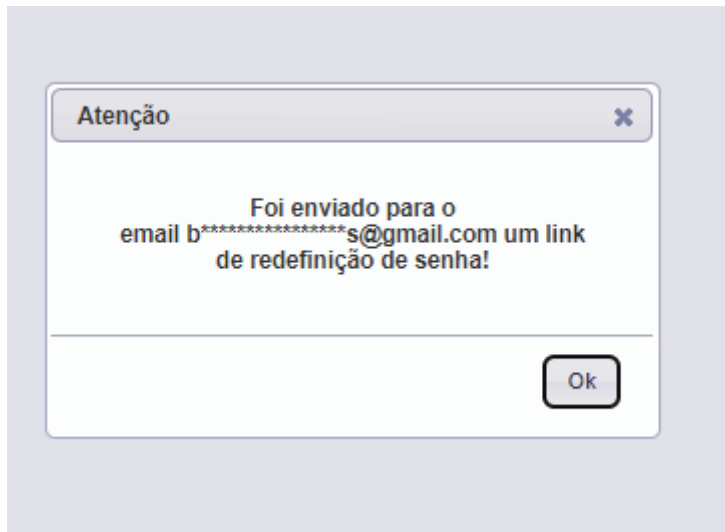 Atenção
Foi enviado para o
email b****************s@gmail.com um link
de redefinição de senha!
Ok